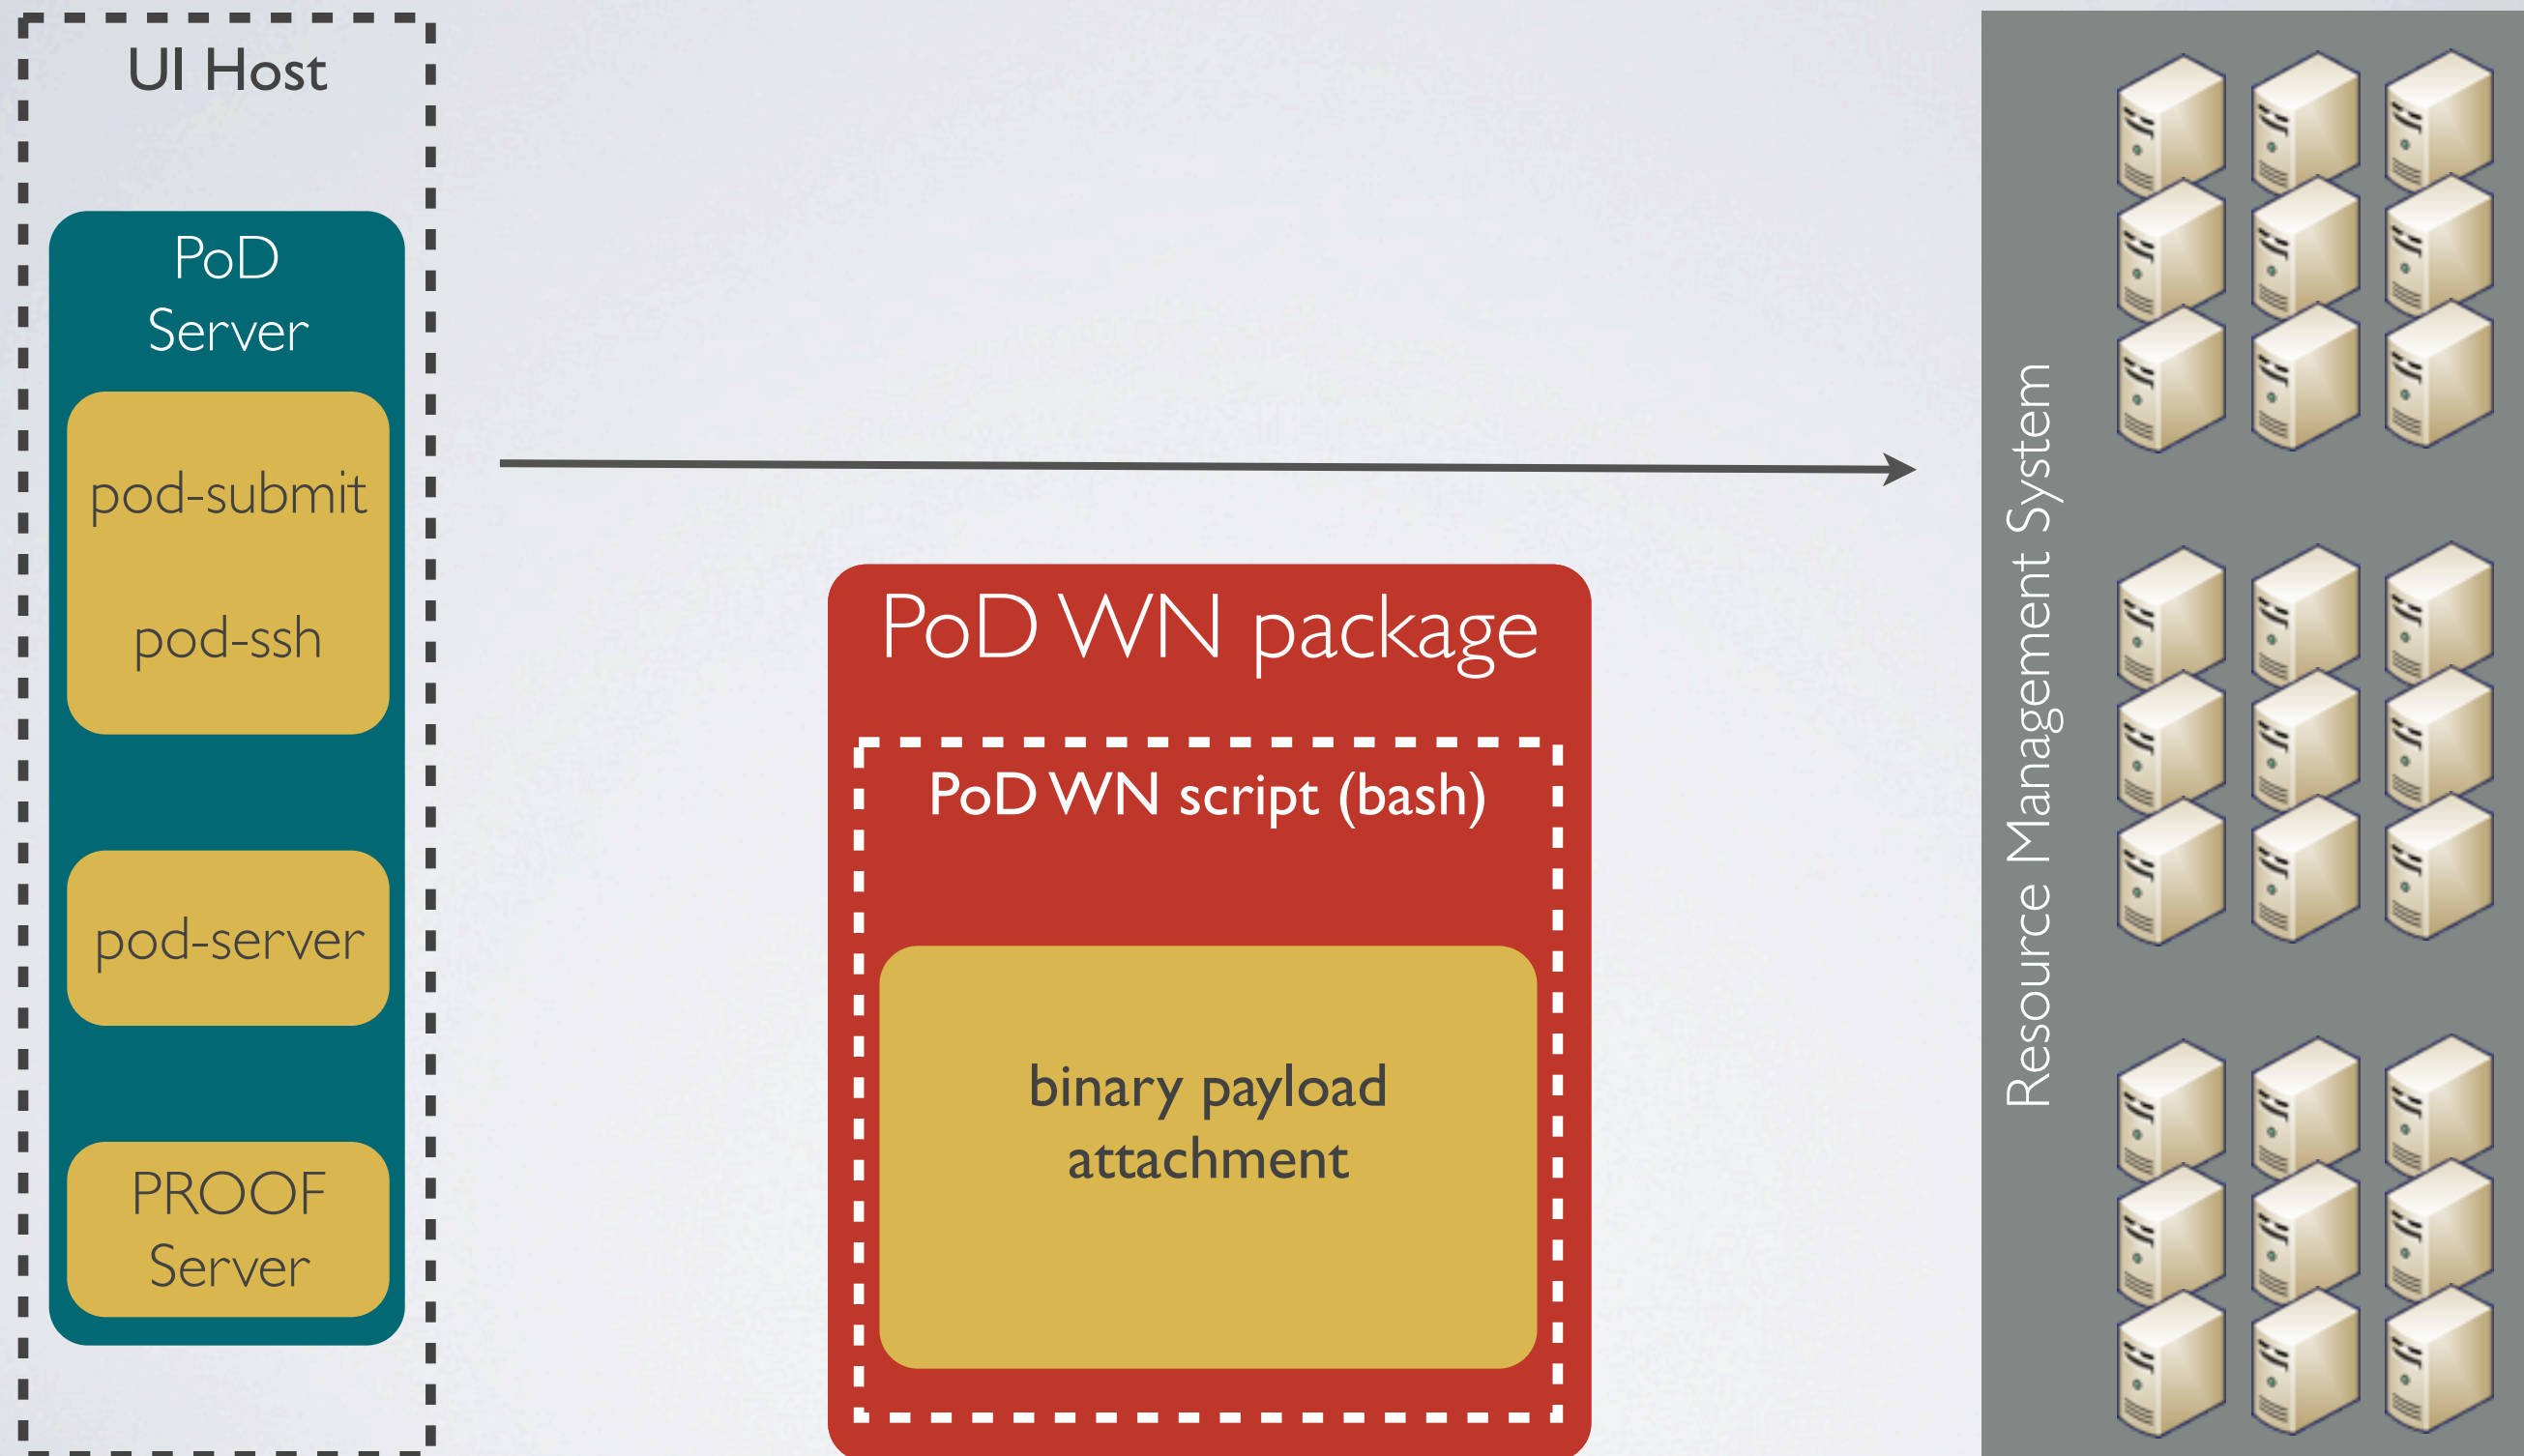 UI Host
PoD
Server
pod-submit
pod-ssh
pod-server
PROOF
Server
PoD WN package
PoD WN script (bash)
binary payload
attachment
Resource Management System